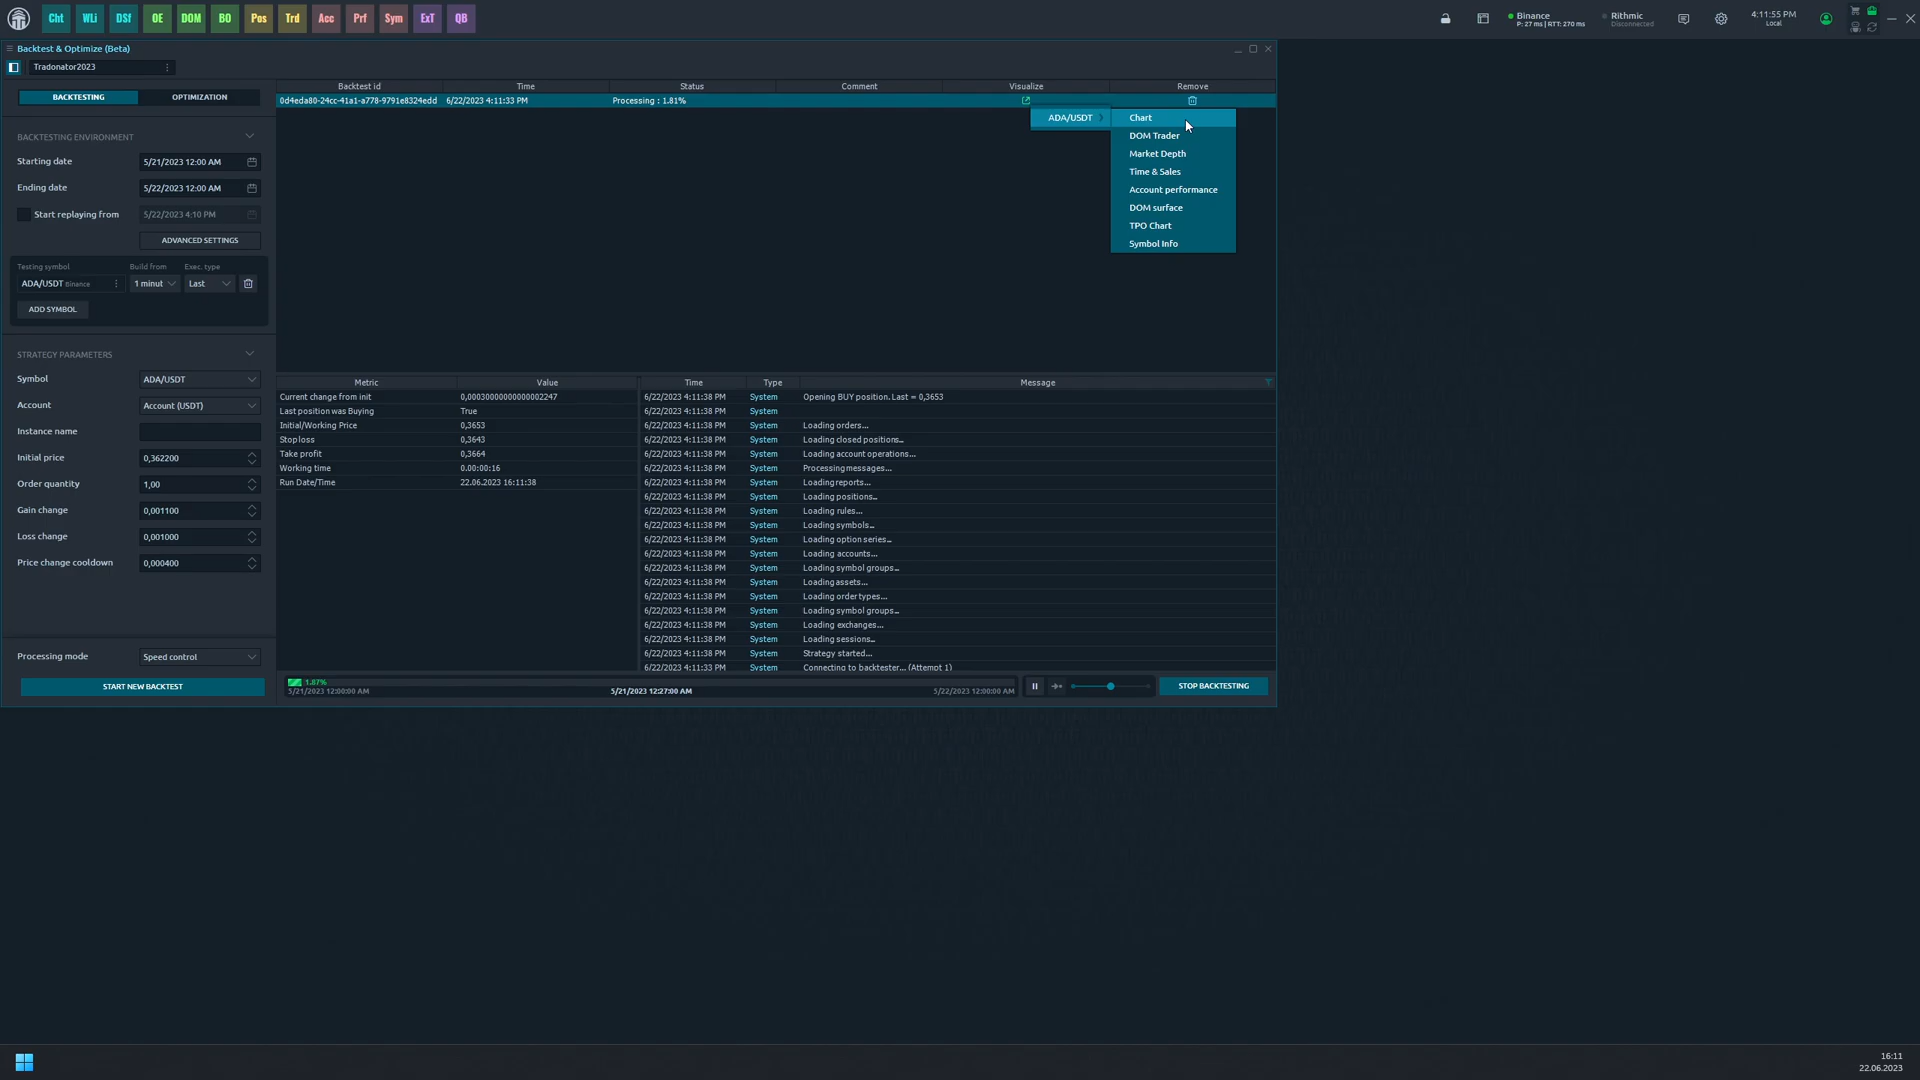 Cht WLi DSf OE DOM BO Pos Trd Acc Prf Sym ExT QB
Binance
P: 27 ms | RTT: 270 ms
Rithmic
Disconnected
4:11:55 PM
Local
Backtest & Optimize (Beta)
Tradonator2023
BACKTESTING OPTIMIZATION
BACKTESTING ENVIRONMENT
Starting date 5/21/2023 12:00 AM
Ending date 5/22/2023 12:00 AM
Start replaying from 5/22/2023 4:10 PM
ADVANCED SETTINGS
Testing symbol Build from Exec. type
ADA/USDT Binance 1 minut Last
ADD SYMBOL
STRATEGY PARAMETERS
Symbol ADA/USDT
Account Account (USDT)
Instance name
Initial price 0,362200
Order quantity 1,00
Gain change 0,001100
Loss change 0,001000
Price change cooldown 0,000400
Processing mode Speed control
START NEW BACKTEST
Backtest id Time Status Comment Visualize Remove
0d4eda80-24cc-41a1-a778-9791e8324edd 6/22/2023 4:11:33 PM Processing : 1.81%
ADA/USDT
Chart
DOM Trader
Market Depth
Time & Sales
Account performance
DOM surface
TPO Chart
Symbol Info
Metric Value
Current change from init 0,00030000000000002247
Last position was Buying True
Initial/Working Price 0,3653
Stoploss 0,3643
Take profit 0,3664
Working time 0.00:00:16
Run Date/Time 22.06.2023 16:11:38
Time Type Message
6/22/2023 4:11:38 PM System Opening BUY position. Last = 0,3653
6/22/2023 4:11:38 PM System
6/22/2023 4:11:38 PM System Loading orders...
6/22/2023 4:11:38 PM System Loading closed positions...
6/22/2023 4:11:38 PM System Loading account operations...
6/22/2023 4:11:38 PM System Processing messages...
6/22/2023 4:11:38 PM System Loading reports...
6/22/2023 4:11:38 PM System Loading positions...
6/22/2023 4:11:38 PM System Loading rules...
6/22/2023 4:11:38 PM System Loading symbols...
6/22/2023 4:11:38 PM System Loading option series...
6/22/2023 4:11:38 PM System Loading accounts...
6/22/2023 4:11:38 PM System Loading symbol groups...
6/22/2023 4:11:38 PM System Loading assets...
6/22/2023 4:11:38 PM System Loading order types...
6/22/2023 4:11:38 PM System Loading symbol groups...
6/22/2023 4:11:38 PM System Loading exchanges...
6/22/2023 4:11:38 PM System Loading sessions...
6/22/2023 4:11:38 PM System Strategy started...
6/22/2023 4:11:33 PM System Connecting to backtester... (Attempt 1)
1.87%
5/21/2023 12:00:00 AM 5/21/2023 12:27:00 AM 5/22/2023 12:00:00 AM
STOP BACKTESTING
16:11
22.06.2023